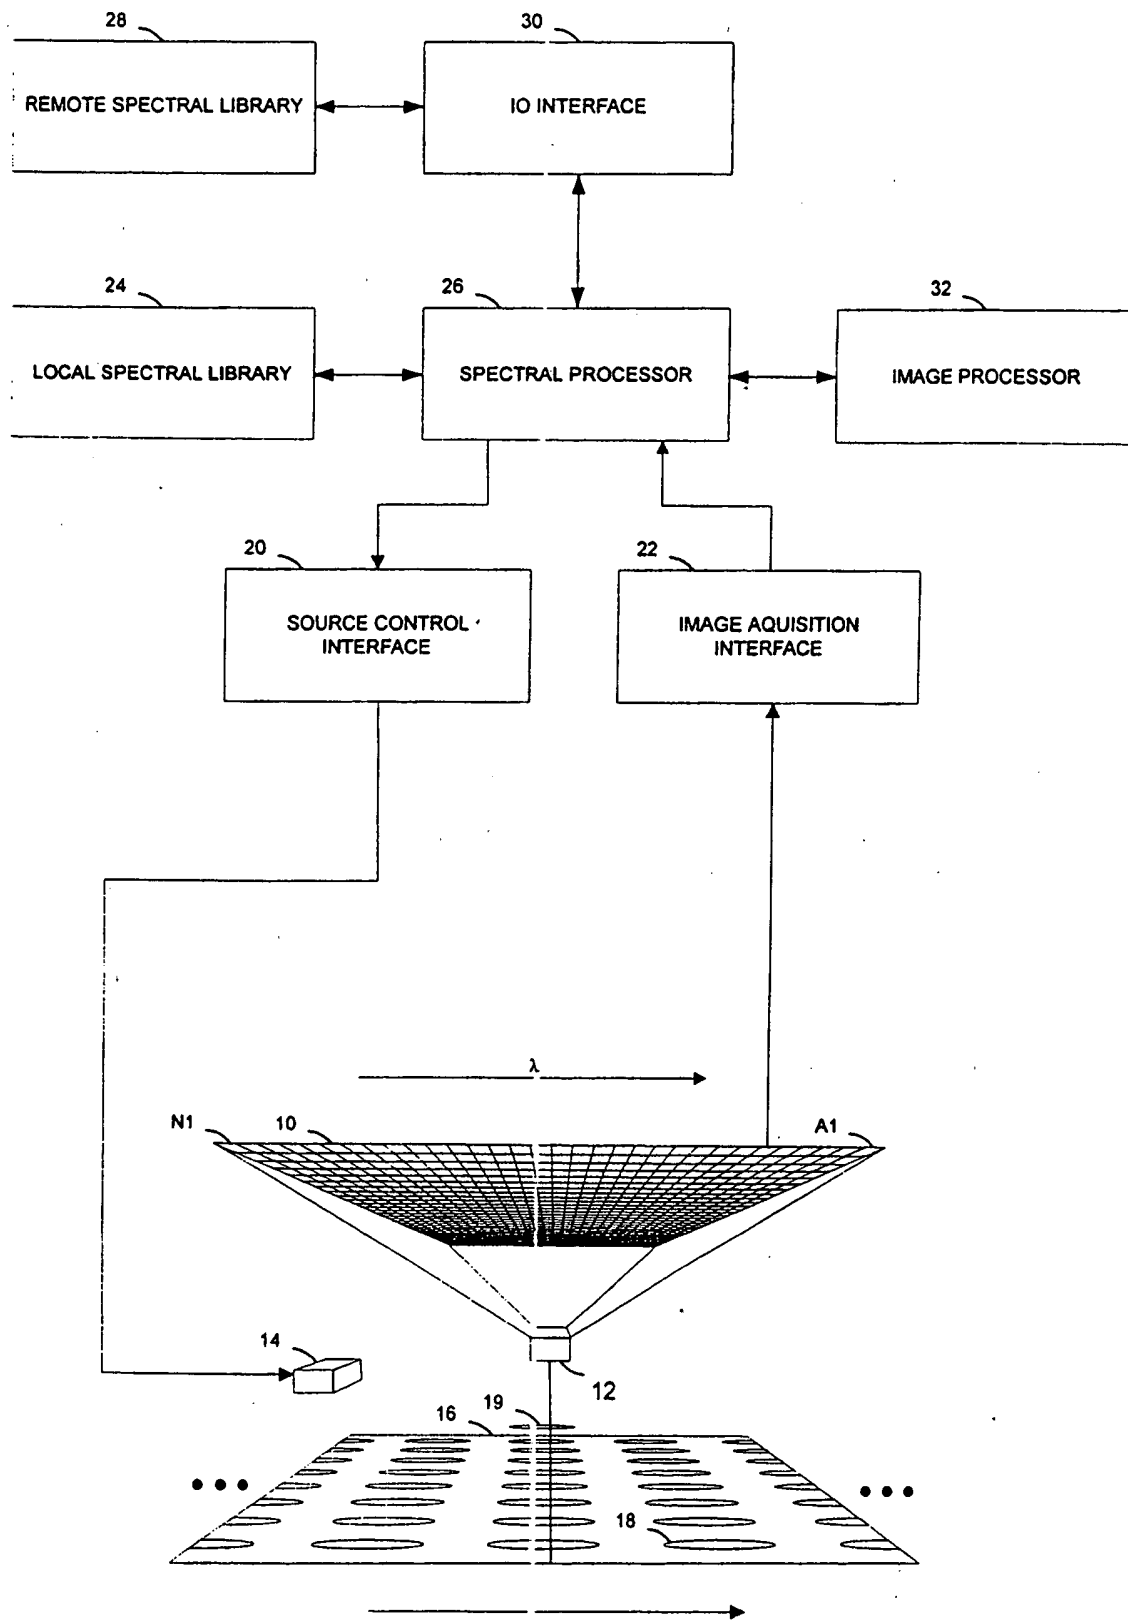 28
30
REMOTE SPECTRAL LIBRARY
IO INTERFACE
24
26
32
LOCAL SPECTRAL LIBRARY
SPECTRAL PROCESSOR
IMAGE PROCESSOR
20
22
SOURCE CONTROL
INTERFACE
IMAGE AQUISITION
INTERFACE
λ
N1
10
A1
14
12
19
16
18